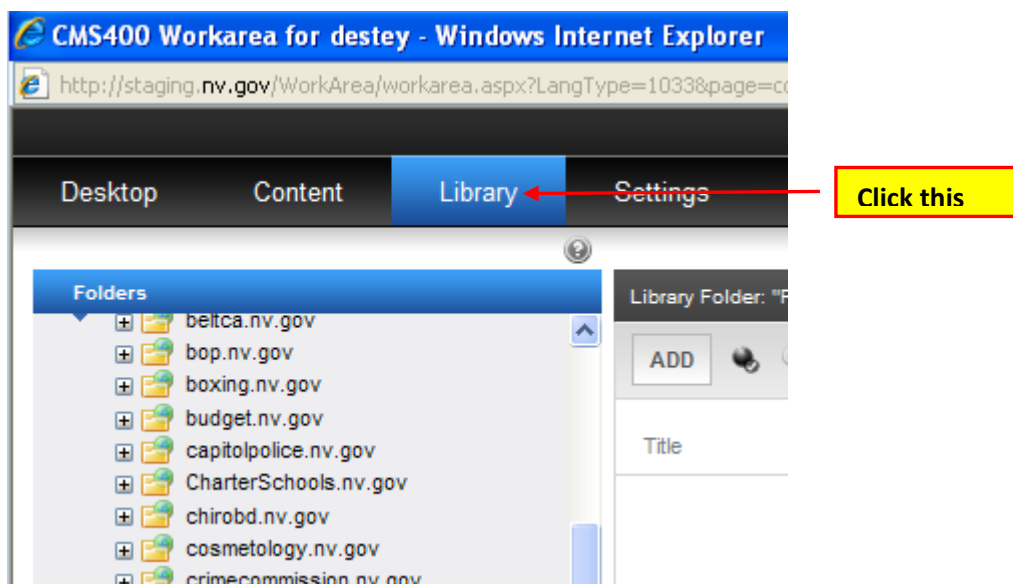 CMS400 Workarea for destey - Windows Internet Explorer
http://staging.nv.gov/WorkArea/workarea.aspx?LangType=1033&page=co
Desktop Content Library Settings
Click this
Folders
Library Folder: "F
beltca.nv.gov
bop.nv.gov
boxing.nv.gov
budget.nv.gov
capitolpolice.nv.gov
CharterSchools.nv.gov
chirobd.nv.gov
cosmetology.nv.gov
crimecommission.nv.gov
ADD
Title